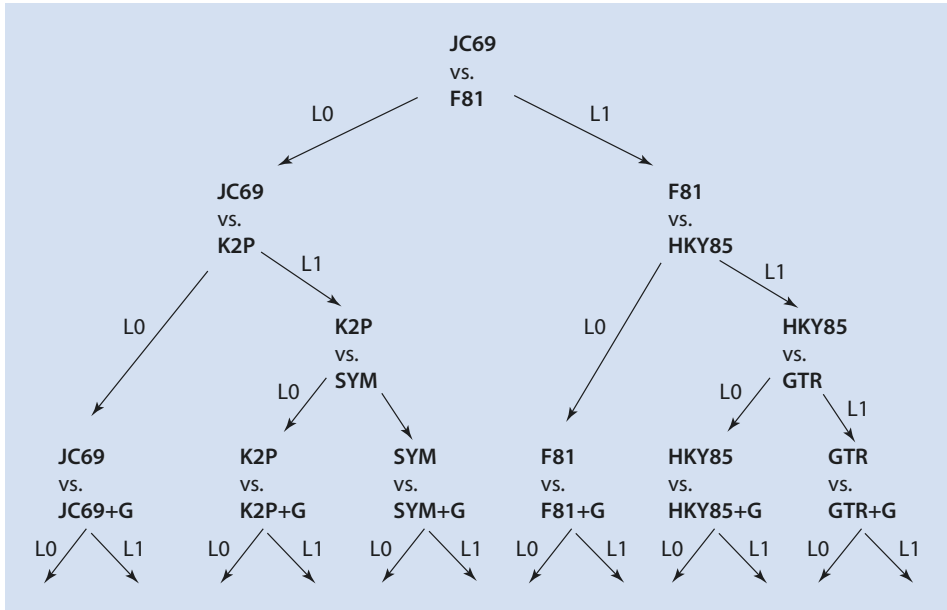 JC69
vs.
F81
L0
L1
JC69
vs.
K2P
F81
vs.
HKY85
L1
L1
L0
L0
K2P
vs.
SYM
HKY85
vs.
GTR
L0
L0
L1
JC69
vs.
JC69+G
K2P
vs.
K2P+G
SYM
vs.
SYM+G
F81
vs.
F81+G
HKY85
vs.
HKY85+G
GTR
vs.
GTR+G
L0
L1
L0
L1
L0
L1
L0
L1
L0
L1
L0
L1